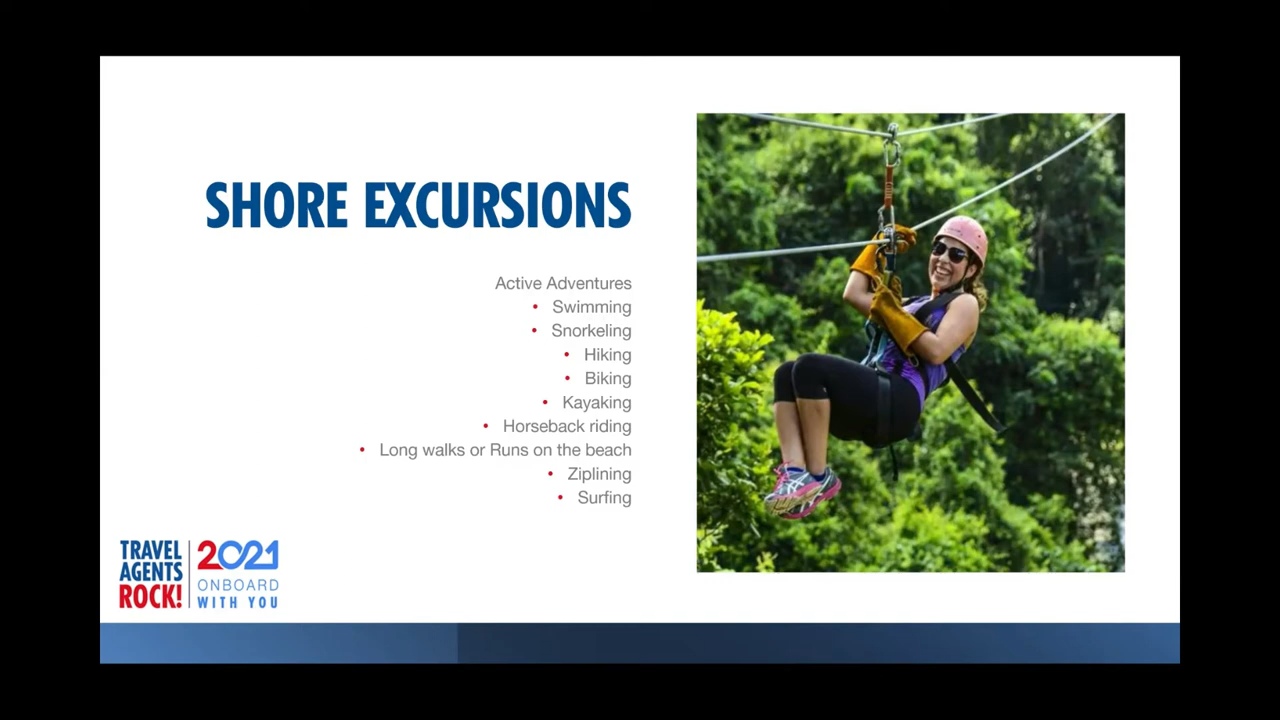 SHORE EXCURSIONS
Active Adventures
• Swimming
• Snorkeling
• Hiking
• Biking
• Kayaking
• Horseback riding
• Long walks or Runs on the beach
• Ziplining
• Surfing
TRAVEL
AGENTS
ROCK!
2021
ONBOARD
WITH YOU